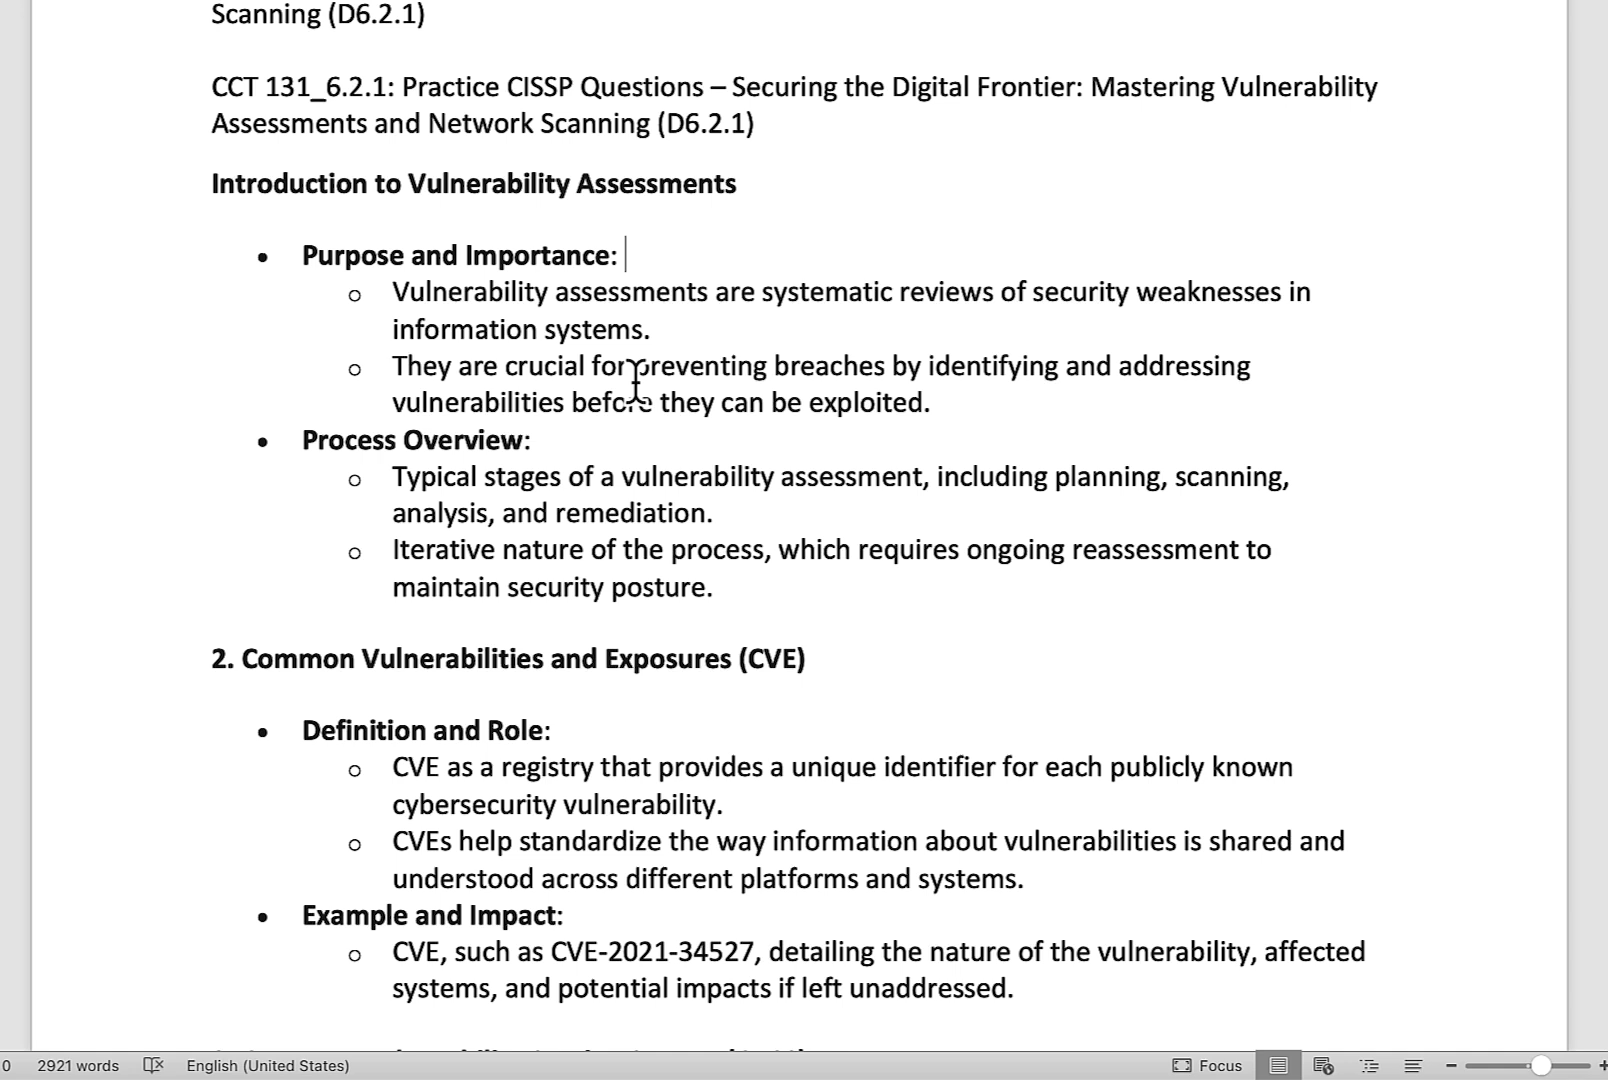 Scanning (D6.2.1)
CCT 131_6.2.1: Practice CISSP Questions – Securing the Digital Frontier: Mastering Vulnerability
Assessments and Network Scanning (D6.2.1)
Introduction to Vulnerability Assessments
• Purpose and Importance:
o Vulnerability assessments are systematic reviews of security weaknesses in
information systems.
o They are crucial for preventing breaches by identifying and addressing
vulnerabilities before they can be exploited.
• Process Overview:
o Typical stages of a vulnerability assessment, including planning, scanning,
analysis, and remediation.
o Iterative nature of the process, which requires ongoing reassessment to
maintain security posture.
2. Common Vulnerabilities and Exposures (CVE)
• Definition and Role:
o CVE as a registry that provides a unique identifier for each publicly known
cybersecurity vulnerability.
o CVEs help standardize the way information about vulnerabilities is shared and
understood across different platforms and systems.
• Example and Impact:
o CVE, such as CVE-2021-34527, detailing the nature of the vulnerability, affected
systems, and potential impacts if left unaddressed.
0 2921 words English (United States) Focus